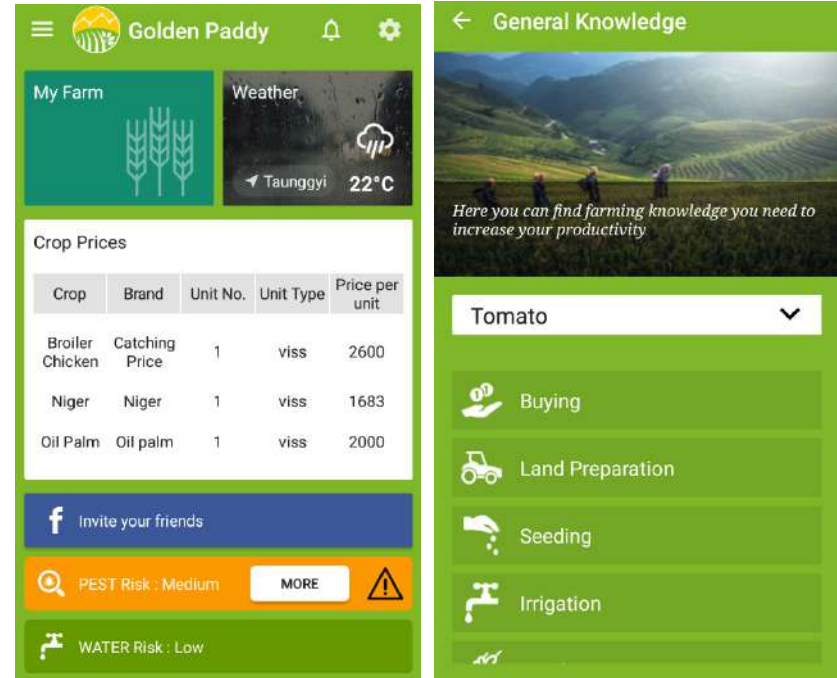 Golden Paddy
My Farm
Weather
Taunggyi
22°C
Crop Prices
Crop Brand Unit No. Unit Type Price per unit
Broiler Chicken Catching Price 1 viss 2600
Niger Niger 1 viss 1683
Oil Palm Oil palm 1 viss 2000
f Invite your friends
PEST Risk : Medium MORE
WATER Risk : Low
General Knowledge
Here you can find farming knowledge you need to
increase your productivity
Tomato
Buying
Land Preparation
Seeding
Irrigation